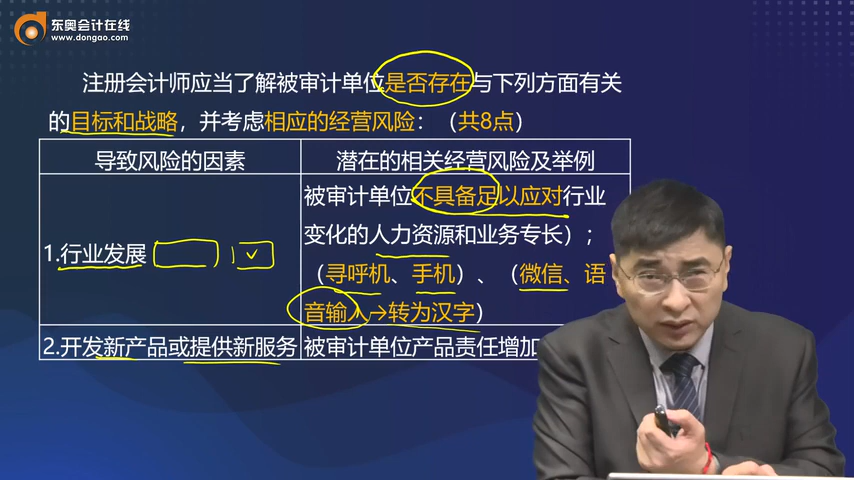 东奥会计在线
www.dongao.com
注册会计师应当了解被审计单位是否存在与下列方面有关
的目标和战略，并考虑相应的经营风险：（共8点）
导致风险的因素
潜在的相关经营风险及举例
1.行业发展
被审计单位不具备足以应对行业
变化的人力资源和业务专长）；
（寻呼机、手机）、（微信、语
音输入→转为汉字）
2.开发新产品或提供新服务
被审计单位产品责任增加